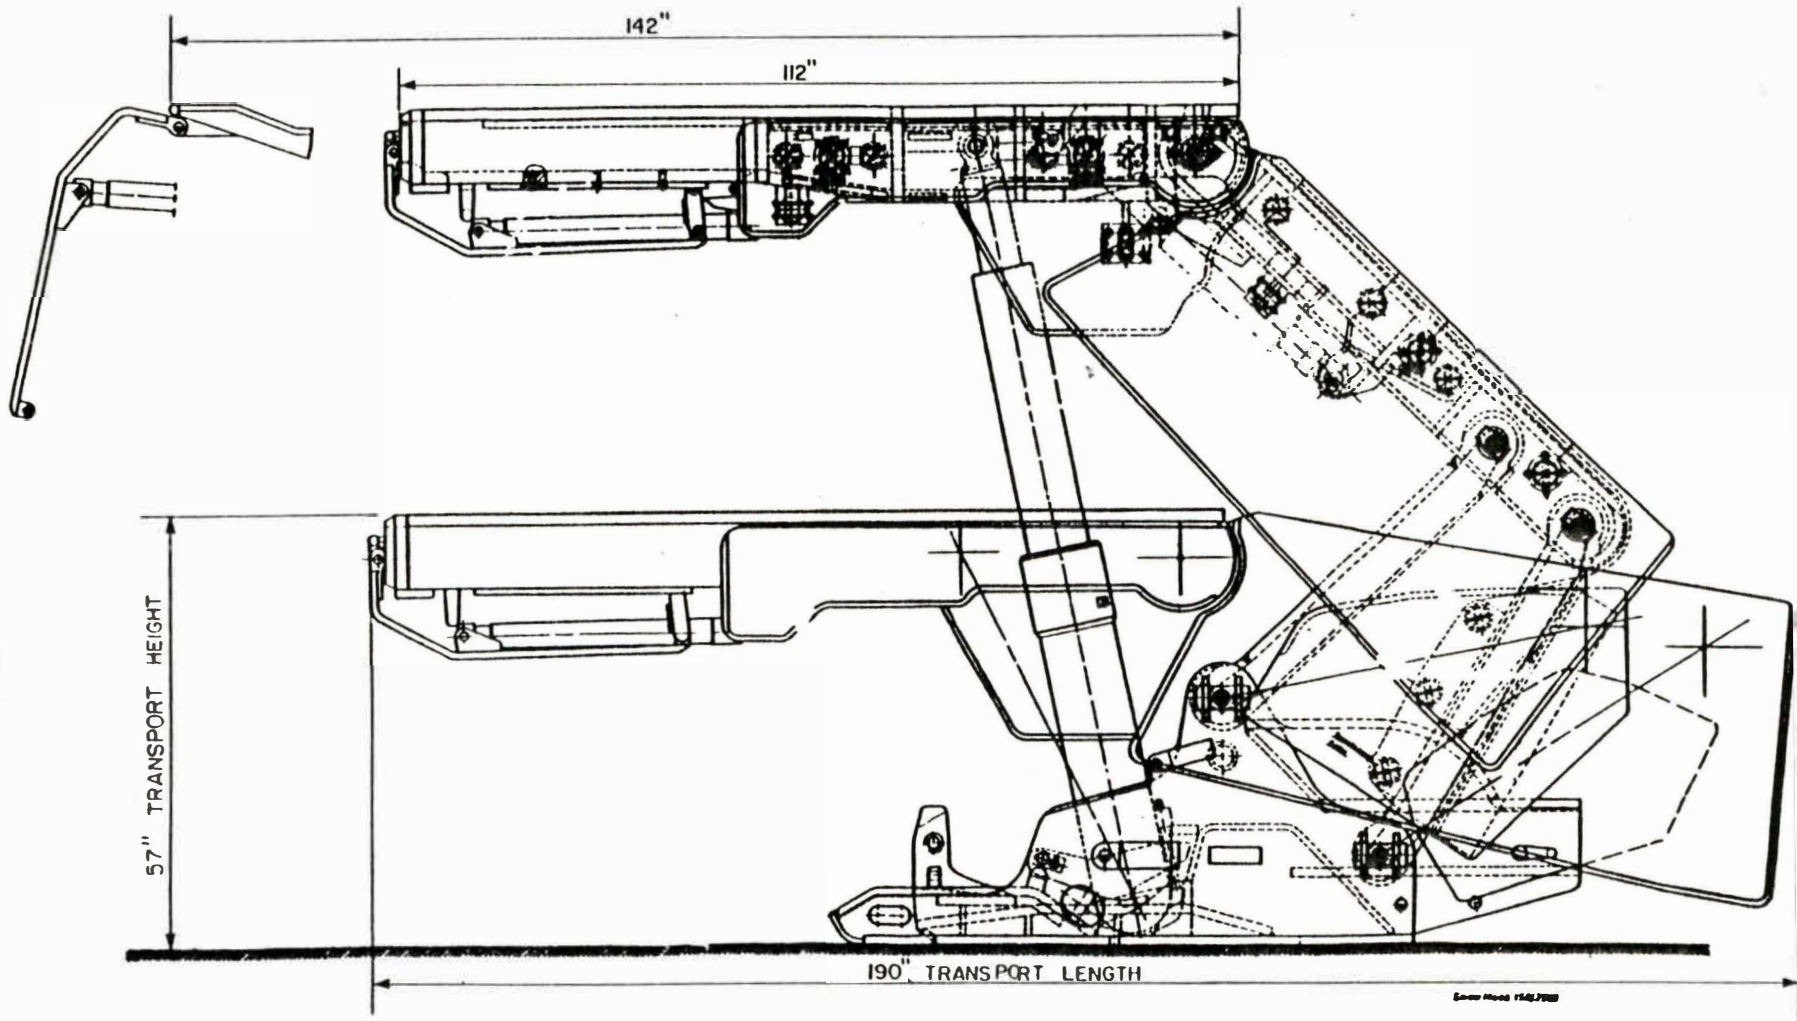 142"
112"
57" TRANSPORT HEIGHT
190" TRANSPORT LENGTH